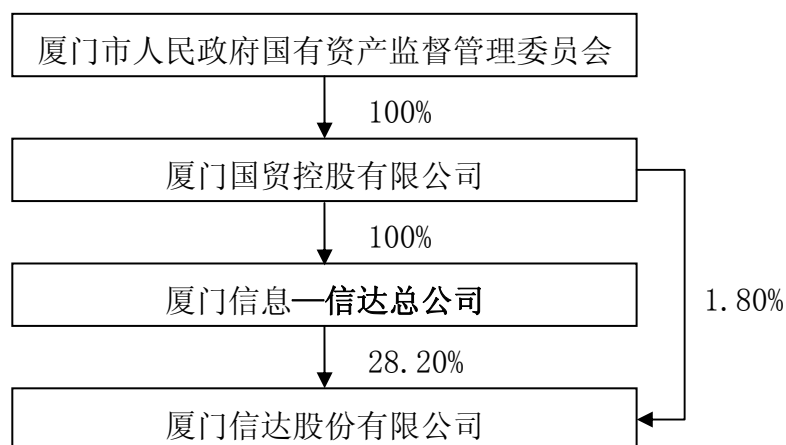 厦门市人民政府国有资产监督管理委员会
100%
厦门国贸控股有限公司
100%
厦门信息—信达总公司
1.80%
28.20%
厦门信达股份有限公司